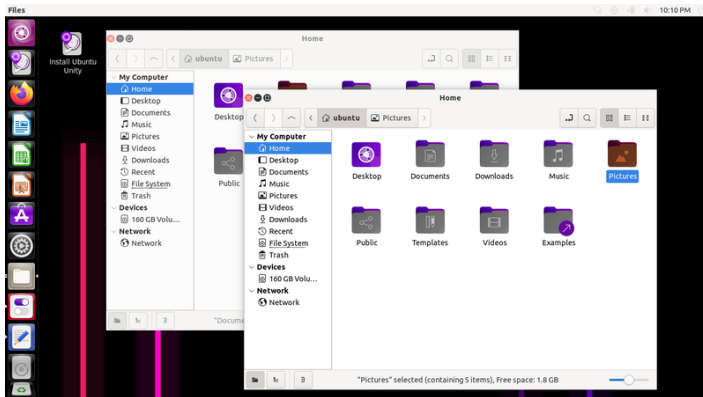 Files
10:10 PM
Install Ubuntu
Unity
Home
ubuntu
Pictures
My Computer
Home
Desktop
Documents
Music
Pictures
Videos
Downloads
Recent
File System
Trash
Devices
160 GB Volu...
Network
Network
Desktop
Public
"Docume
Home
ubuntu
Pictures
My Computer
Home
Desktop
Documents
Music
Pictures
Videos
Downloads
Recent
File System
Trash
Devices
160 GB Volu...
Network
Network
Desktop
Documents
Downloads
Music
Pictures
Public
Templates
Videos
Examples
"Pictures" selected (containing 5 items), Free space: 1.8 GB